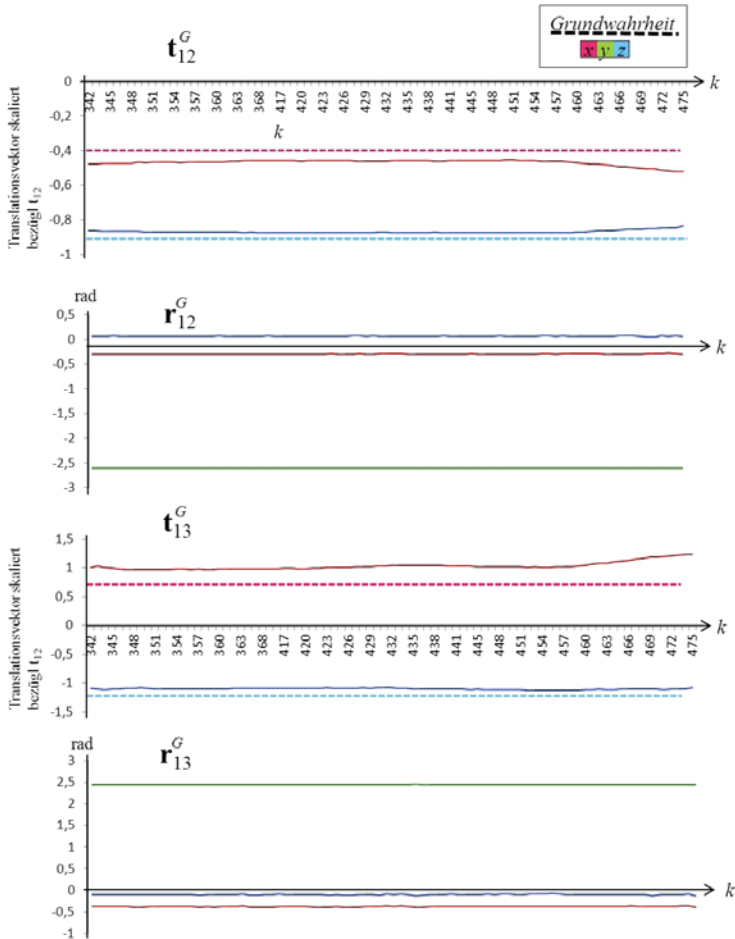 Grundwahrheit
x y z
t₁₂ᴳ
Translationsvektor skaliert
bezügl t₁₂
0
-0,2
-0,4
-0,6
-0,8
-1
342 345 348 351 354 357 360 363 368 417 420 423 426 429 432 435 438 441 445 448 451 454 457 460 463 466 469 472 475
k
k
rad
r₁₂ᴳ
0,5
0
-0,5
-1
-1,5
-2
-2,5
-3
k
t₁₃ᴳ
Translationsvektor skaliert
bezügl t₁₂
1,5
1
0,5
0
-0,5
-1
-1,5
342 345 348 351 354 357 360 363 368 417 420 423 426 429 432 435 438 441 445 448 451 454 457 460 463 466 469 472 475
k
rad
r₁₃ᴳ
3
2,5
2
1,5
1
0,5
0
-0,5
-1
k